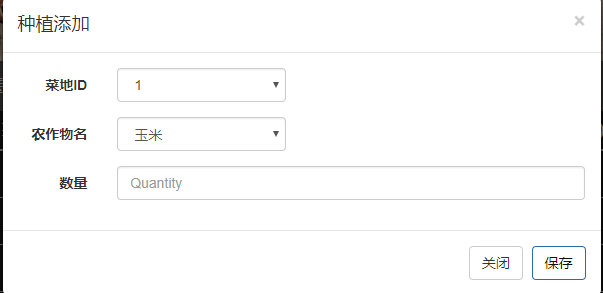 种植添加 ×
菜地ID 1
农作物名 玉米
数量 Quantity
关闭 保存